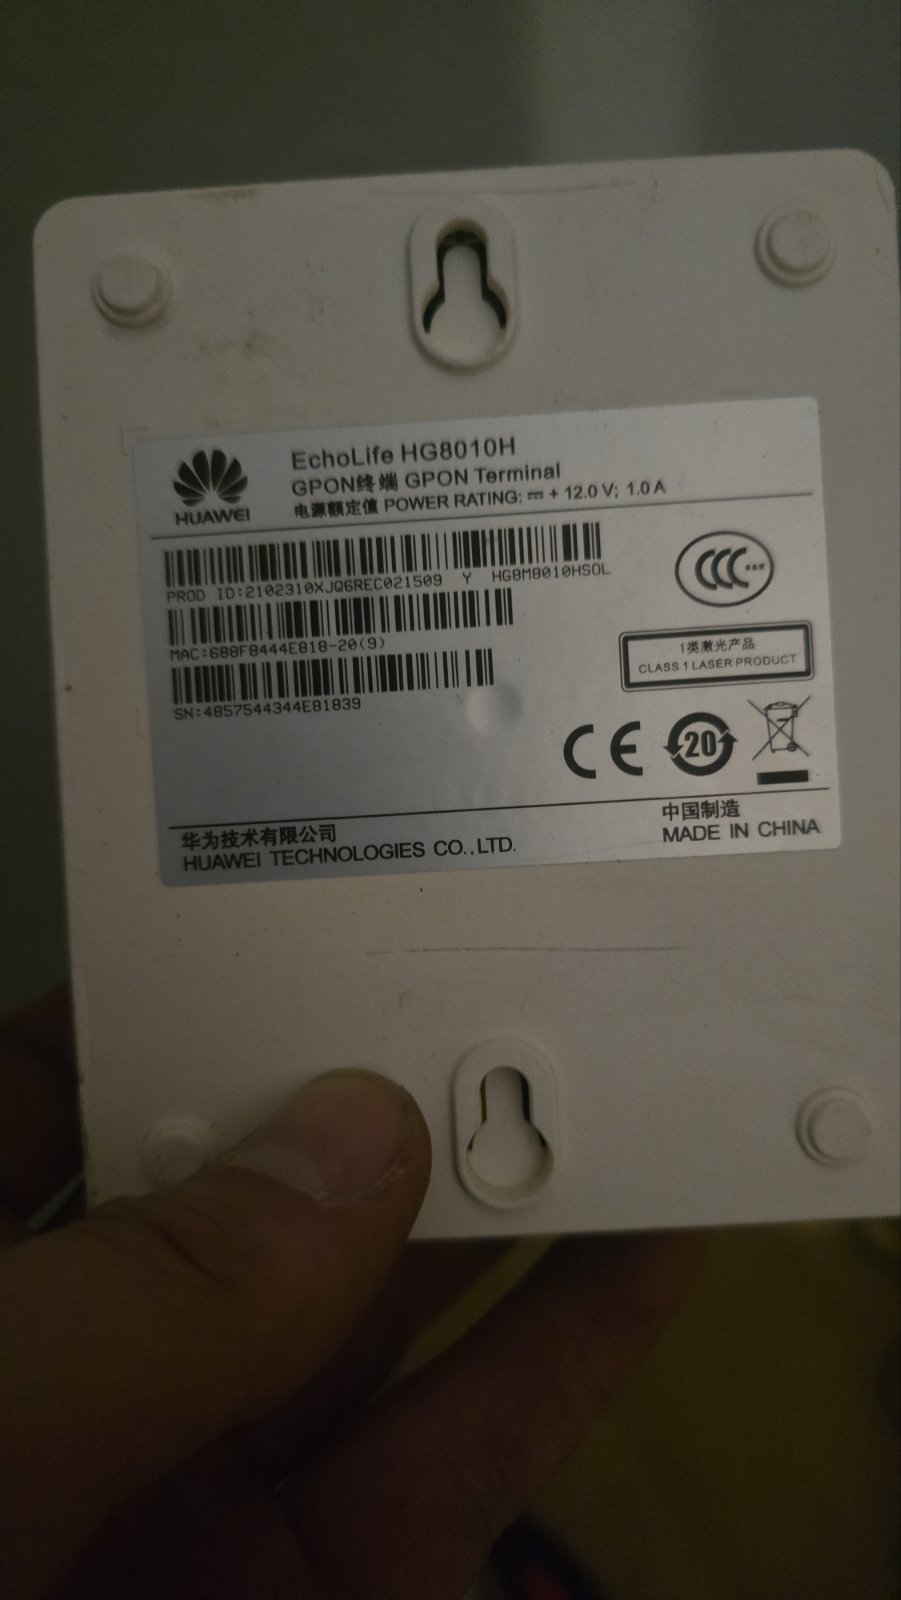 EchoLife HG8010H
GPON终端 GPON Terminal
电源额定值 POWER RATING: ⎓ + 12.0 V; 1.0 A
HUAWEI
PROD ID:2102310XJQ6REC021509 Y HG8M8010HSOL
MAC:688F8444E818-20(9)
SN:4857544344E81839
CCC
1类激光产品
CLASS 1 LASER PRODUCT
CE
20
华为技术有限公司
HUAWEI TECHNOLOGIES CO.,LTD.
中国制造
MADE IN CHINA